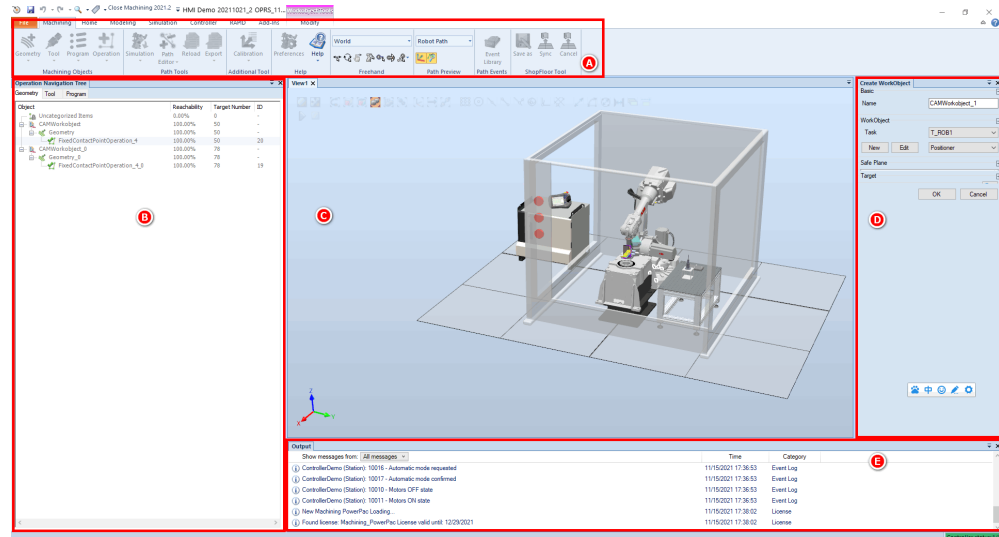 Close Machining 2021.2 HMI Demo 20211021_2 OPRS_11...
File Machining Home Modeling Simulation Controller RAPID Add-Ins Modify
Geometry Tool Program Operation Simulation Path Editor Reload Export Calibration Preferences Help World Robot Path Event Library Save as Sync Cancel
Machining Objects Path Tools Additional Tool Help Freehand Path Preview Path Events ShopFloor Tool
A
Operation Navigation Tree
Geometry Tool Program
Object Reachability Target Number ID
Uncategorized Items 0.00% 0 -
CAMWorkobject 100.00% 50 -
Geometry 100.00% 50 -
FixedContactPointOperation_4 100.00% 50 20
CAMWorkobject_0 100.00% 76 -
Geometry_0 100.00% 76 -
FixedContactPointOperation_4_0 100.00% 76 19
B
View1 X
C
Z
Y
X
Create WorkObject
Basic
Name CAMWorkobject_1
WorkObject
Task T_ROB1
New Edit Positioner
Safe Plane
Target
OK Cancel
D
中
Output
Show messages from: All messages Time Category
E
ControllerDemo (Station): 10016 - Automatic mode requested 11/15/2021 17:36:53 Event Log
ControllerDemo (Station): 10017 - Automatic mode confirmed 11/15/2021 17:36:53 Event Log
ControllerDemo (Station): 10010 - Motors OFF state 11/15/2021 17:36:53 Event Log
ControllerDemo (Station): 10011 - Motors ON state 11/15/2021 17:36:53 Event Log
New Machining PowerPac Loading... 11/15/2021 17:38:02 License
Found license: Machining_PowerPac License valid until: 12/29/2021 11/15/2021 17:38:02 License